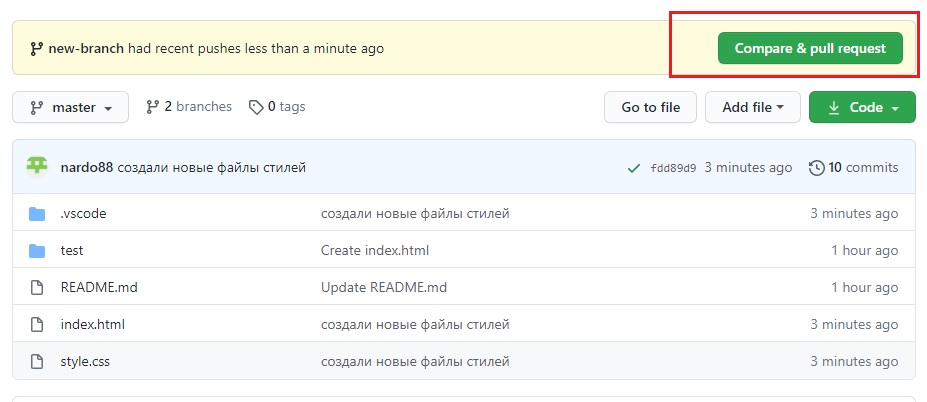 new-branch had recent pushes less than a minute ago Compare & pull request
master 2 branches 0 tags Go to file Add file Code
nardo88 создали новые файлы стилей fdd89d9 3 minutes ago 10 commits
.vscode создали новые файлы стилей 3 minutes ago
test Create index.html 1 hour ago
README.md Update README.md 1 hour ago
index.html создали новые файлы стилей 3 minutes ago
style.css создали новые файлы стилей 3 minutes ago